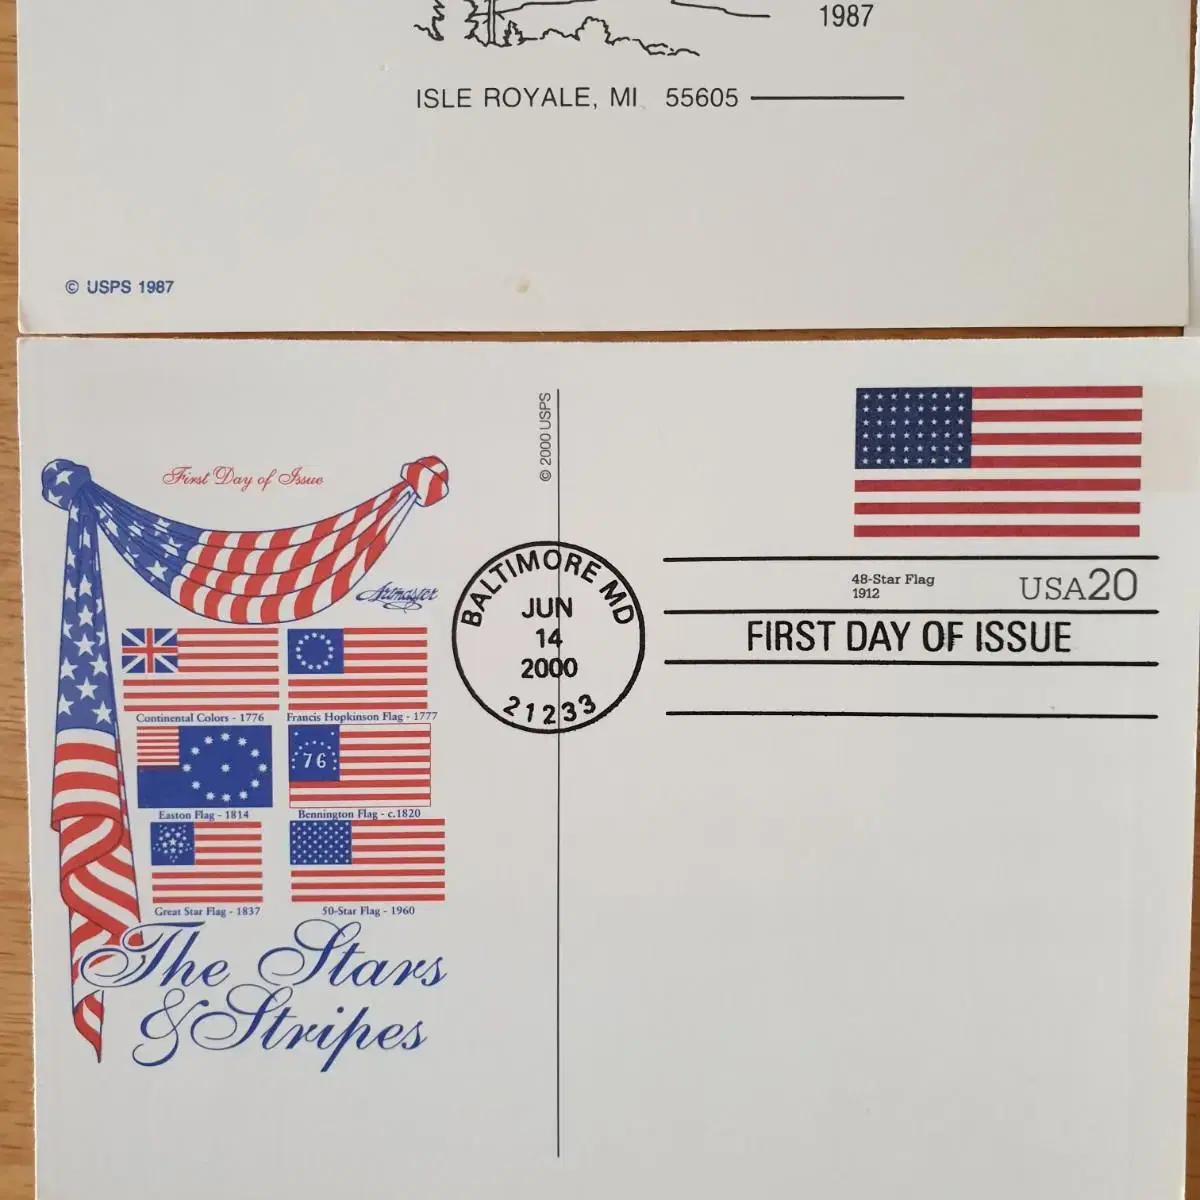 1987
ISLE ROYALE, MI 55605
© USPS 1987
© 2000 USPS
First Day of Issue
Artmaster
Continental Colors - 1776
Francis Hopkinson Flag - 1777
76
Easton Flag - 1814
Bennington Flag - c.1820
Great Star Flag - 1837
50-Star Flag - 1960
The Stars
& Stripes
BALTIMORE MD
JUN
14
2000
21233
48-Star Flag
1912
USA20
FIRST DAY OF ISSUE